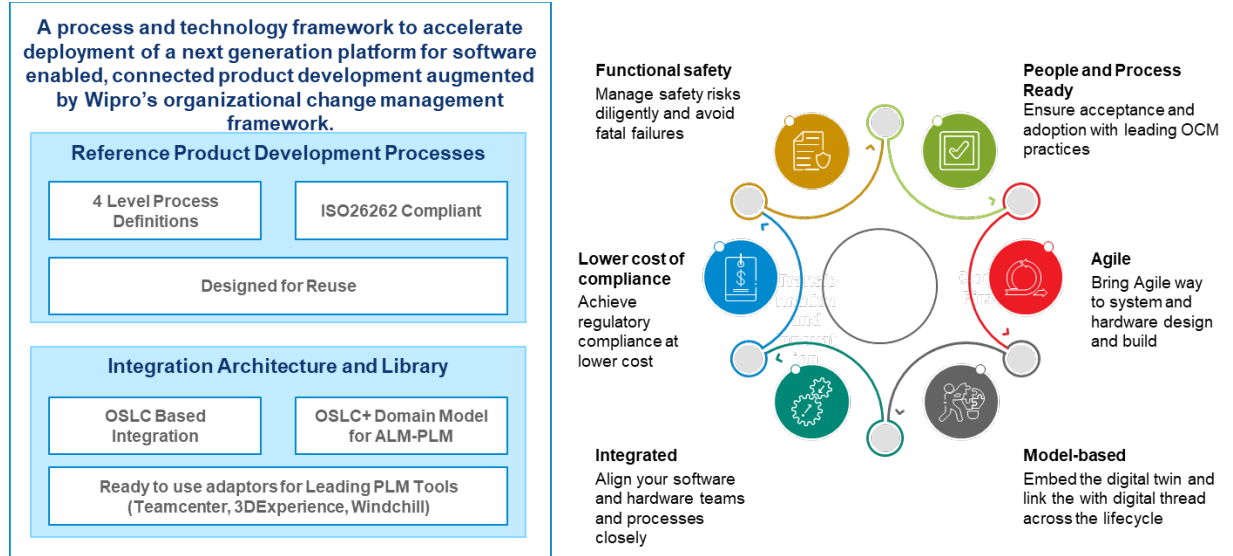 A process and technology framework to accelerate
deployment of a next generation platform for software
enabled, connected product development augmented
by Wipro's organizational change management
framework.
Reference Product Development Processes
4 Level Process
Definitions
ISO26262 Compliant
Designed for Reuse
Integration Architecture and Library
OSLC Based
Integration
OSLC+ Domain Model
for ALM-PLM
Ready to use adaptors for Leading PLM Tools
(Teamcenter, 3DExperience, Windchill)
Functional safety
Manage safety risks
diligently and avoid
fatal failures
People and Process
Ready
Ensure acceptance and
adoption with leading OCM
practices
Lower cost of
compliance
Achieve
regulatory
compliance at
lower cost
$
Agile
Bring Agile way
to system and
hardware design
and build
Integrated
Align your software
and hardware teams
and processes
closely
Model-based
Embed the digital twin and
link the with digital thread
across the lifecycle